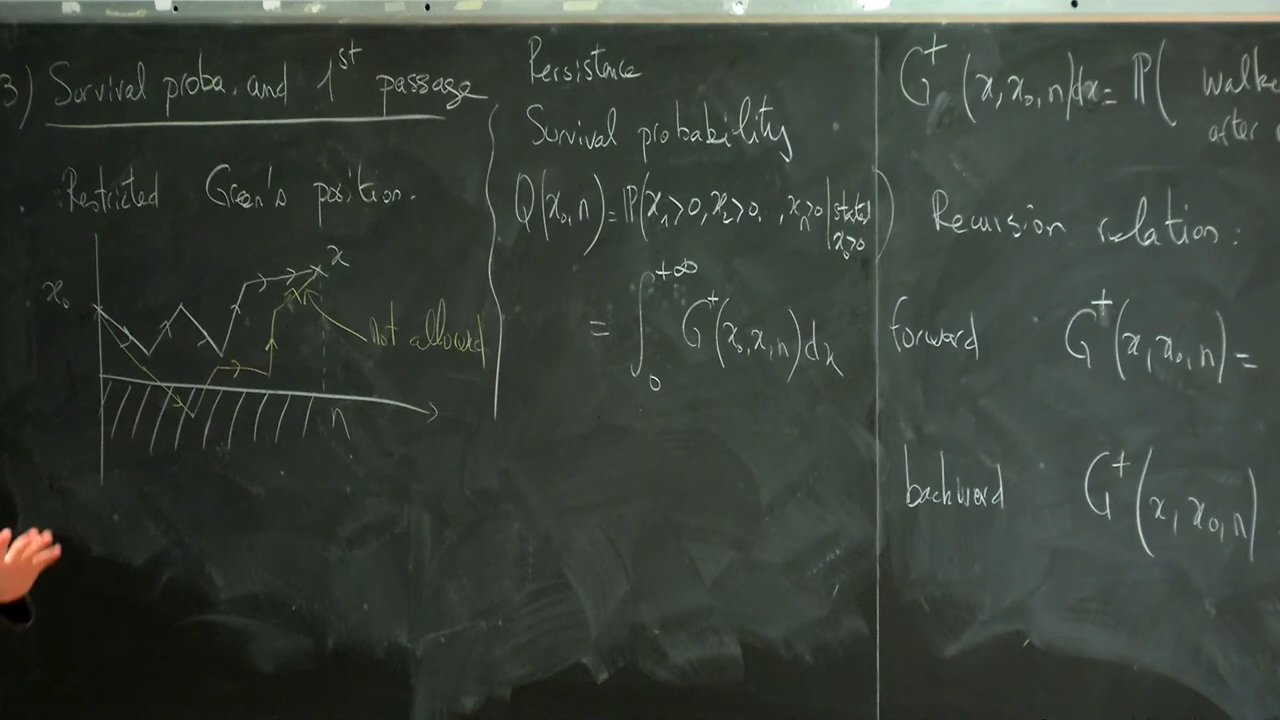 3) Survival proba. and 1st passage
Restricted Green's position.
x₀
x
not allowed
n
Persistence
Survival probability
Q(x₀,n) = ℙ(x₁>0, x₂>0, ., xₙ>0 | started x₀>0)
= ∫₀^{+∞} G⁺(x₀,x,n)dx
G⁺(x,x₀,n)dx = ℙ( walke
after
Recursion relation:
forward G⁺(x,x₀,n) =
backward G⁺(x,x₀,n)